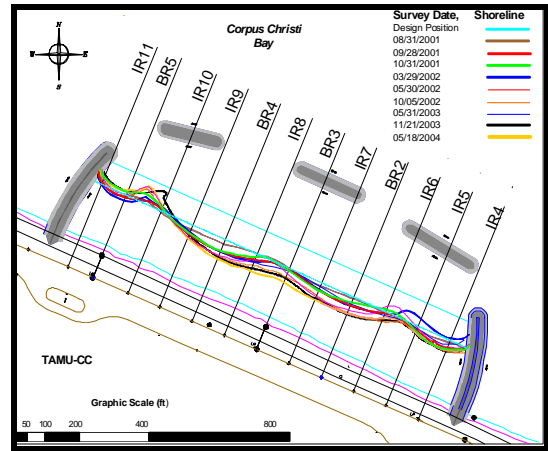 Corpus Christi
Bay
Survey Date, Shoreline
Design Position
08/31/2001
09/28/2001
10/31/2001
03/29/2002
05/30/2002
10/05/2002
05/31/2003
11/21/2003
05/18/2004
N
W E
S
IR11
BR5
IR10
IR9
BR4
IR8
BR3
IR7
BR2
IR6
IR5
IR4
TAMU-CC
Graphic Scale (ft)
50 100 200 400 800